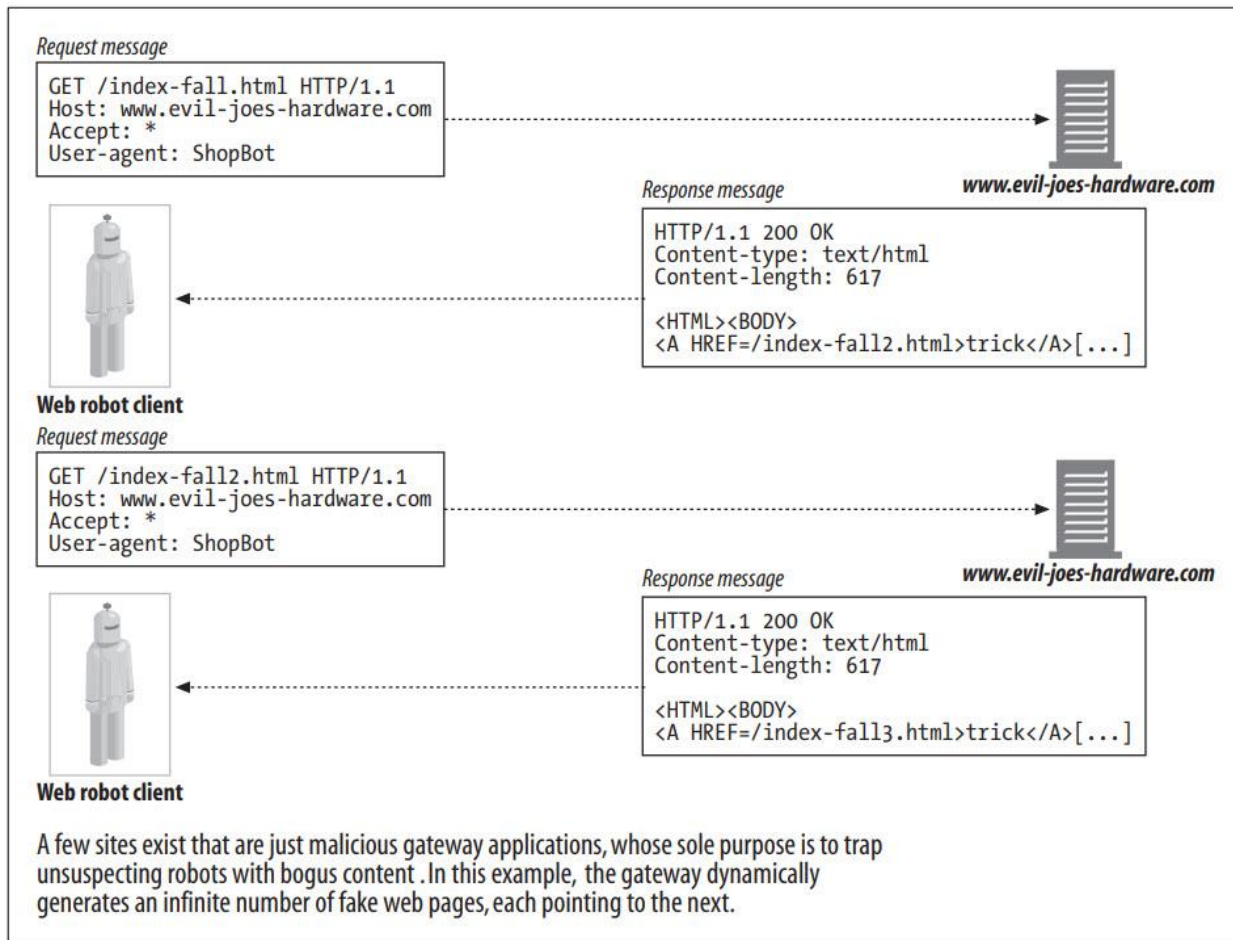 Request message
GET /index-fall.html HTTP/1.1
Host: www.evil-joes-hardware.com
Accept: *
User-agent: ShopBot
www.evil-joes-hardware.com
Response message
HTTP/1.1 200 OK
Content-type: text/html
Content-length: 617
<HTML><BODY>
<A HREF=/index-fall2.html>trick</A>[...]
Web robot client
Request message
GET /index-fall2.html HTTP/1.1
Host: www.evil-joes-hardware.com
Accept: *
User-agent: ShopBot
www.evil-joes-hardware.com
Response message
HTTP/1.1 200 OK
Content-type: text/html
Content-length: 617
<HTML><BODY>
<A HREF=/index-fall3.html>trick</A>[...]
Web robot client
A few sites exist that are just malicious gateway applications, whose sole purpose is to trap
unsuspecting robots with bogus content . In this example, the gateway dynamically
generates an infinite number of fake web pages, each pointing to the next.